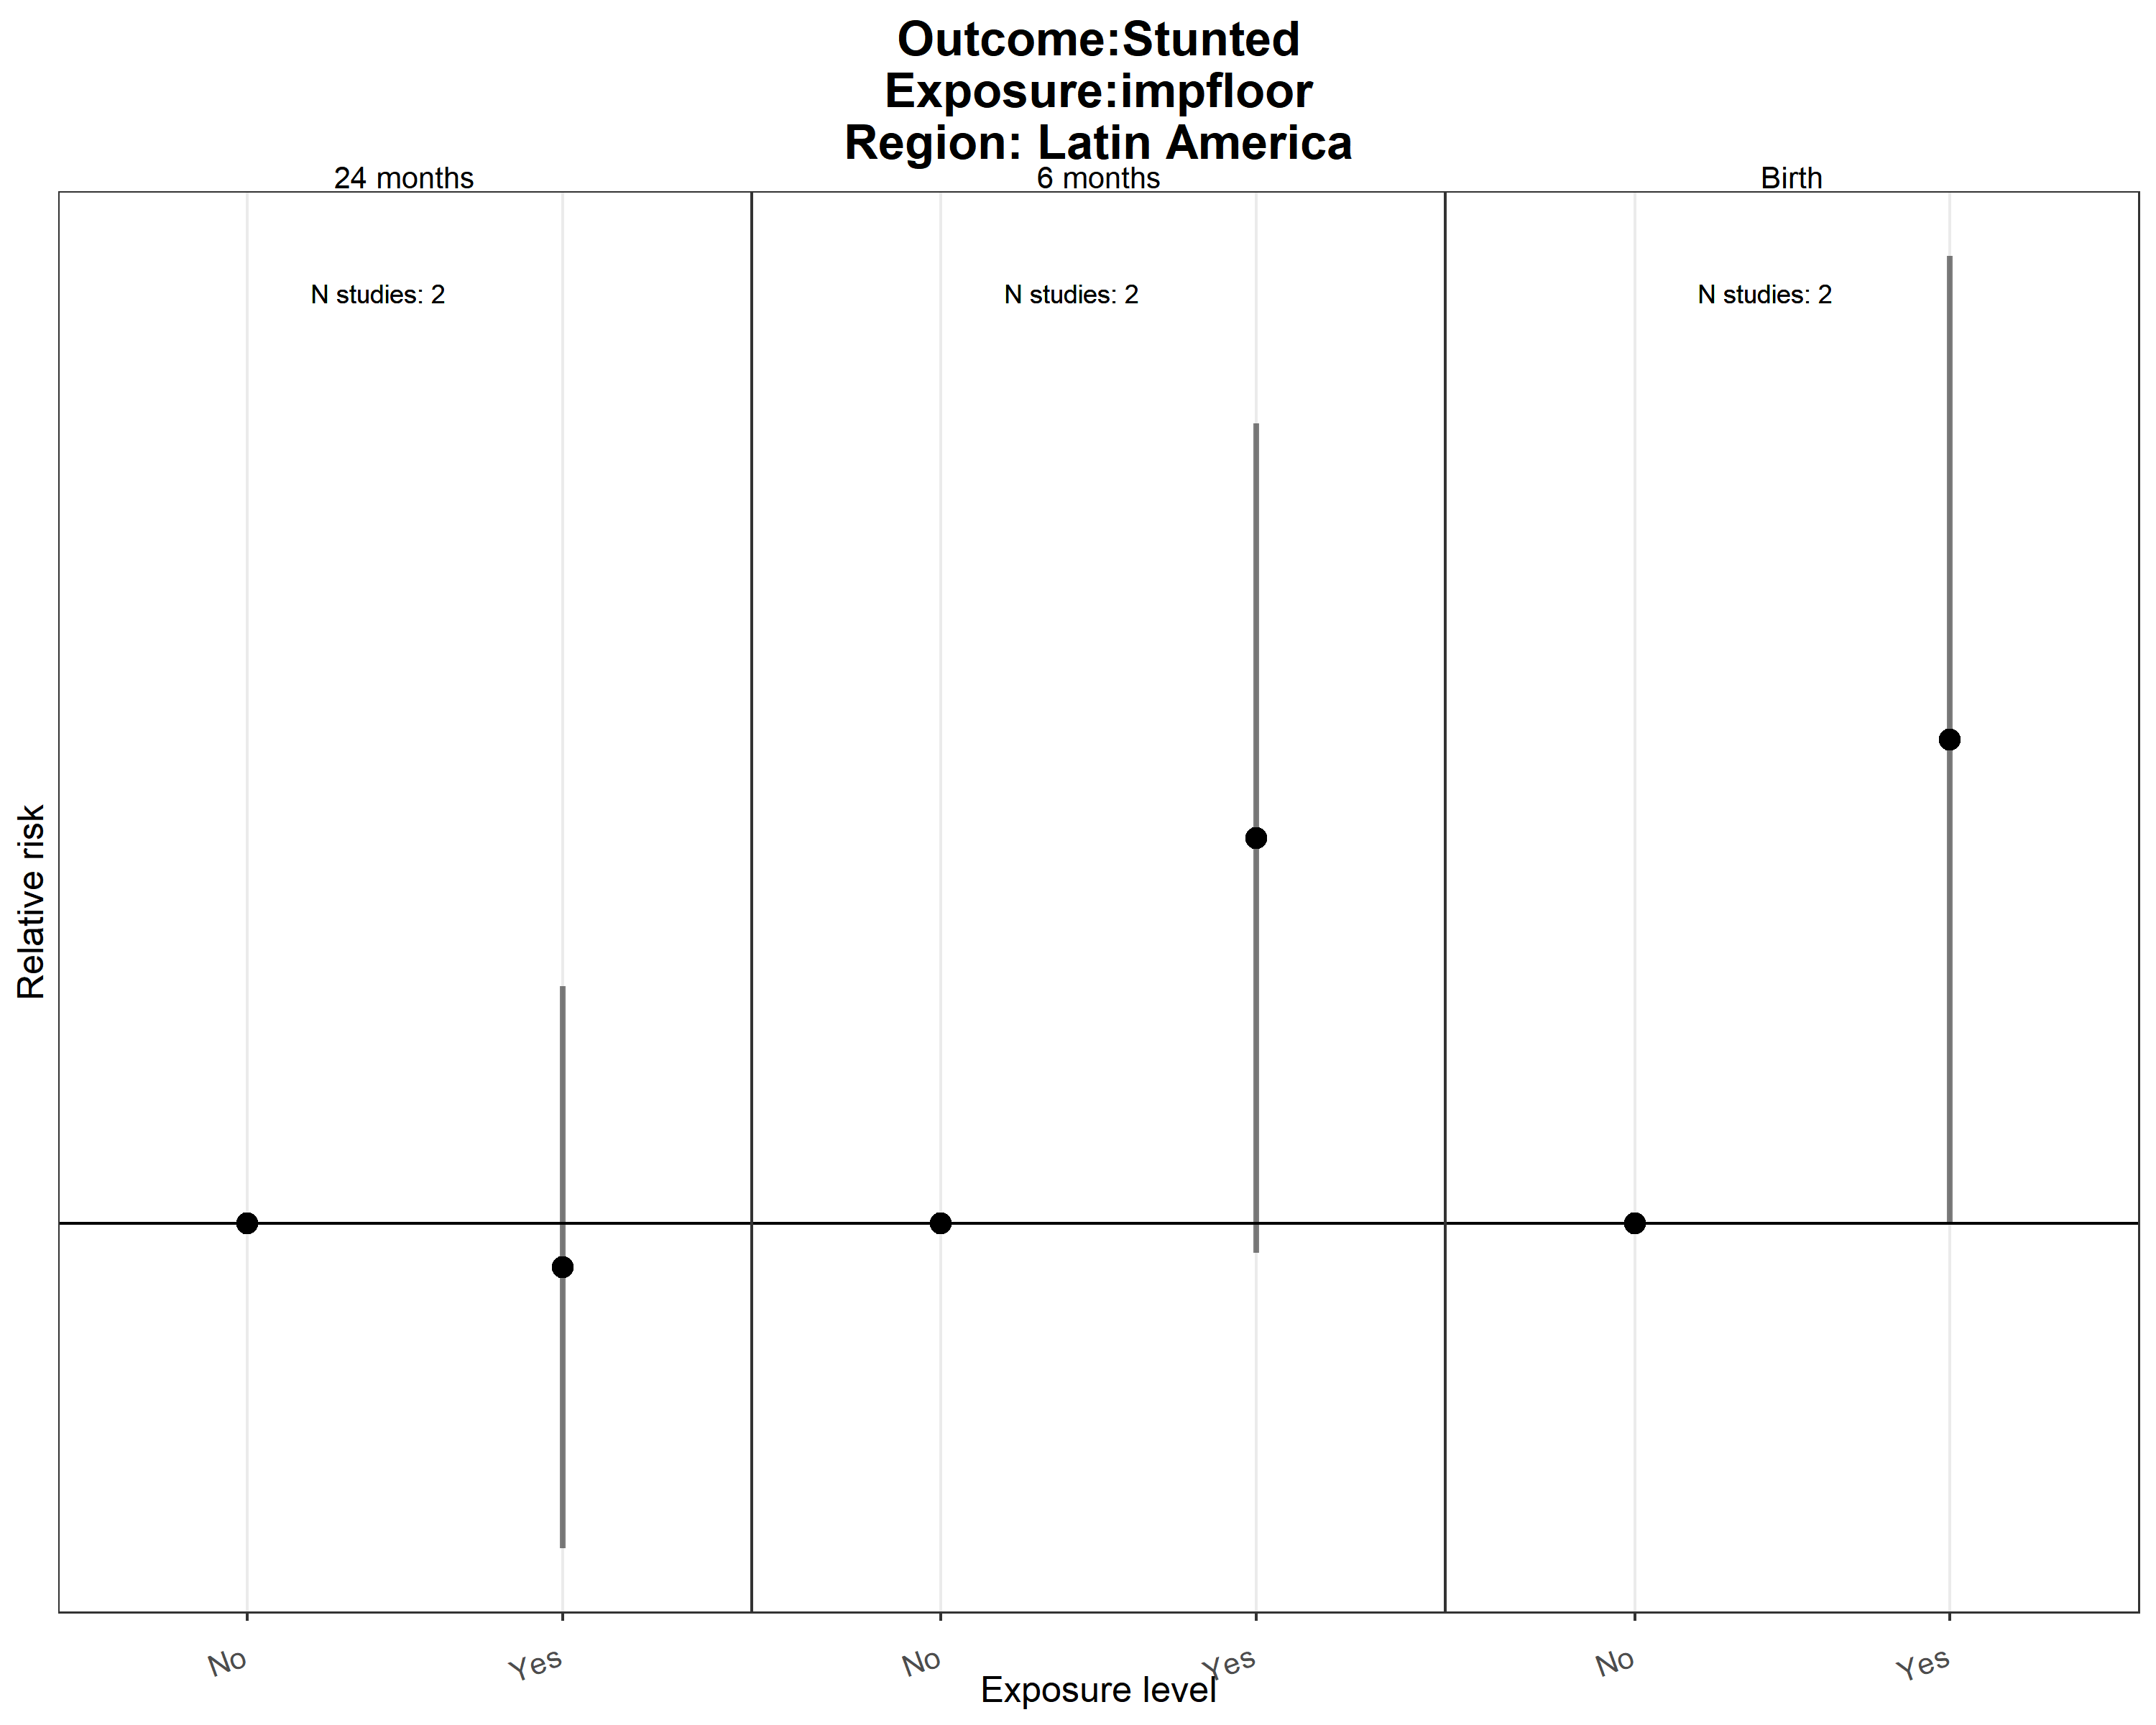 Outcome:Stunted
Exposure:impfloor
Region: Latin America
24 months
6 months
Birth
N studies: 2
N studies: 2
N studies: 2
Relative risk
No
Yes
No
Yes
No
Yes
Exposure level